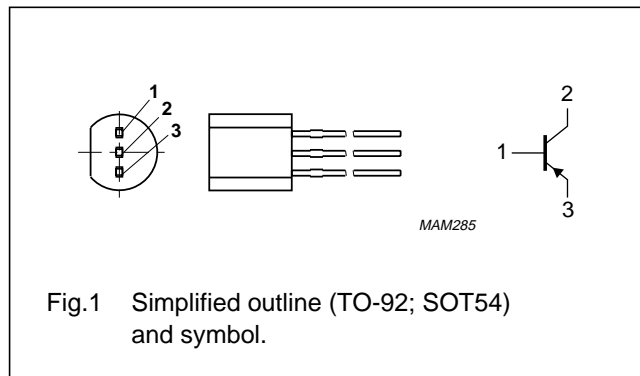 1
2
3
2
1
3
MAM285
Fig.1 Simplified outline (TO-92; SOT54)
and symbol.